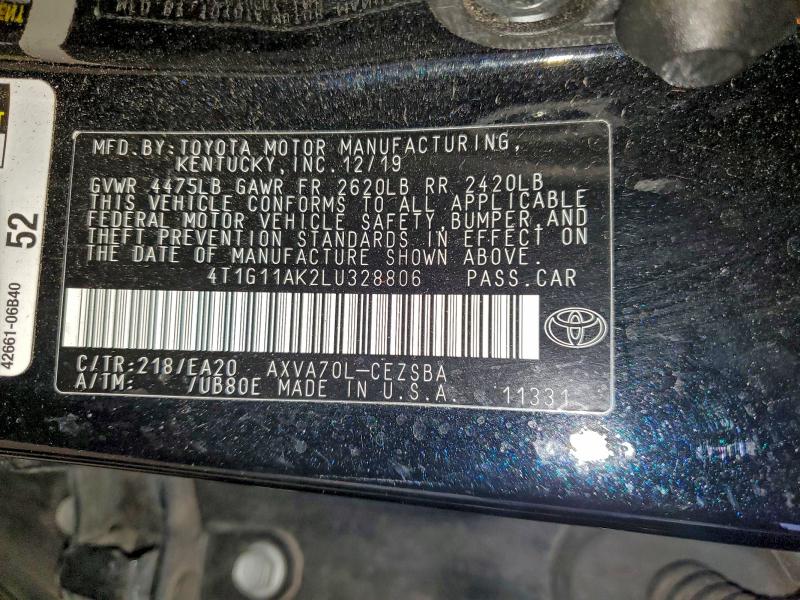 MFD.BY:TOYOTA MOTOR MANUFACTURING,
KENTUCKY, INC. 12/19
GVWR 4475LB GAWR FR 2620LB RR 2420LB
THIS VEHICLE CONFORMS TO ALL APPLICABLE
FEDERAL MOTOR VEHICLE SAFETY, BUMPER, AND
THEFT PREVENTION STANDARDS IN EFFECT ON
THE DATE OF MANUFACTURE SHOWN ABOVE.
4T1G11AK2LU328806 PASS.CAR
C/TR:218/EA20 AXVA70L-CEZSBA
A/TM: /UB80E MADE IN U.S.A. 11331
52
42661-06B40